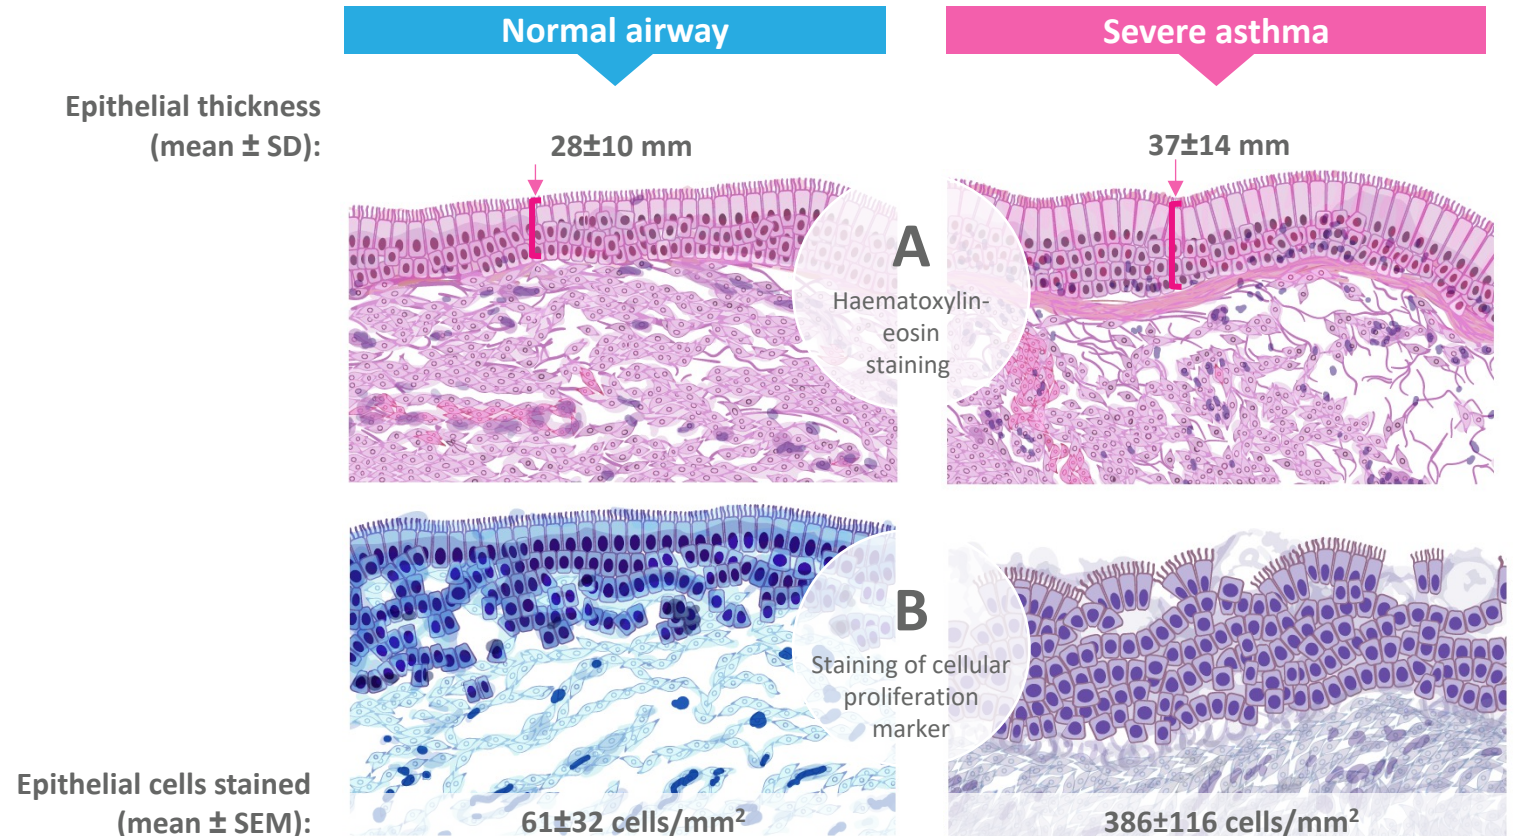 Normal airway
Severe asthma
Epithelial thickness
(mean ± SD):
28±10 mm
37±14 mm
A
Haematoxylin-
eosin
staining
B
Staining of cellular
proliferation
marker
Epithelial cells stained
(mean ± SEM):
61±32 cells/mm²
386±116 cells/mm²